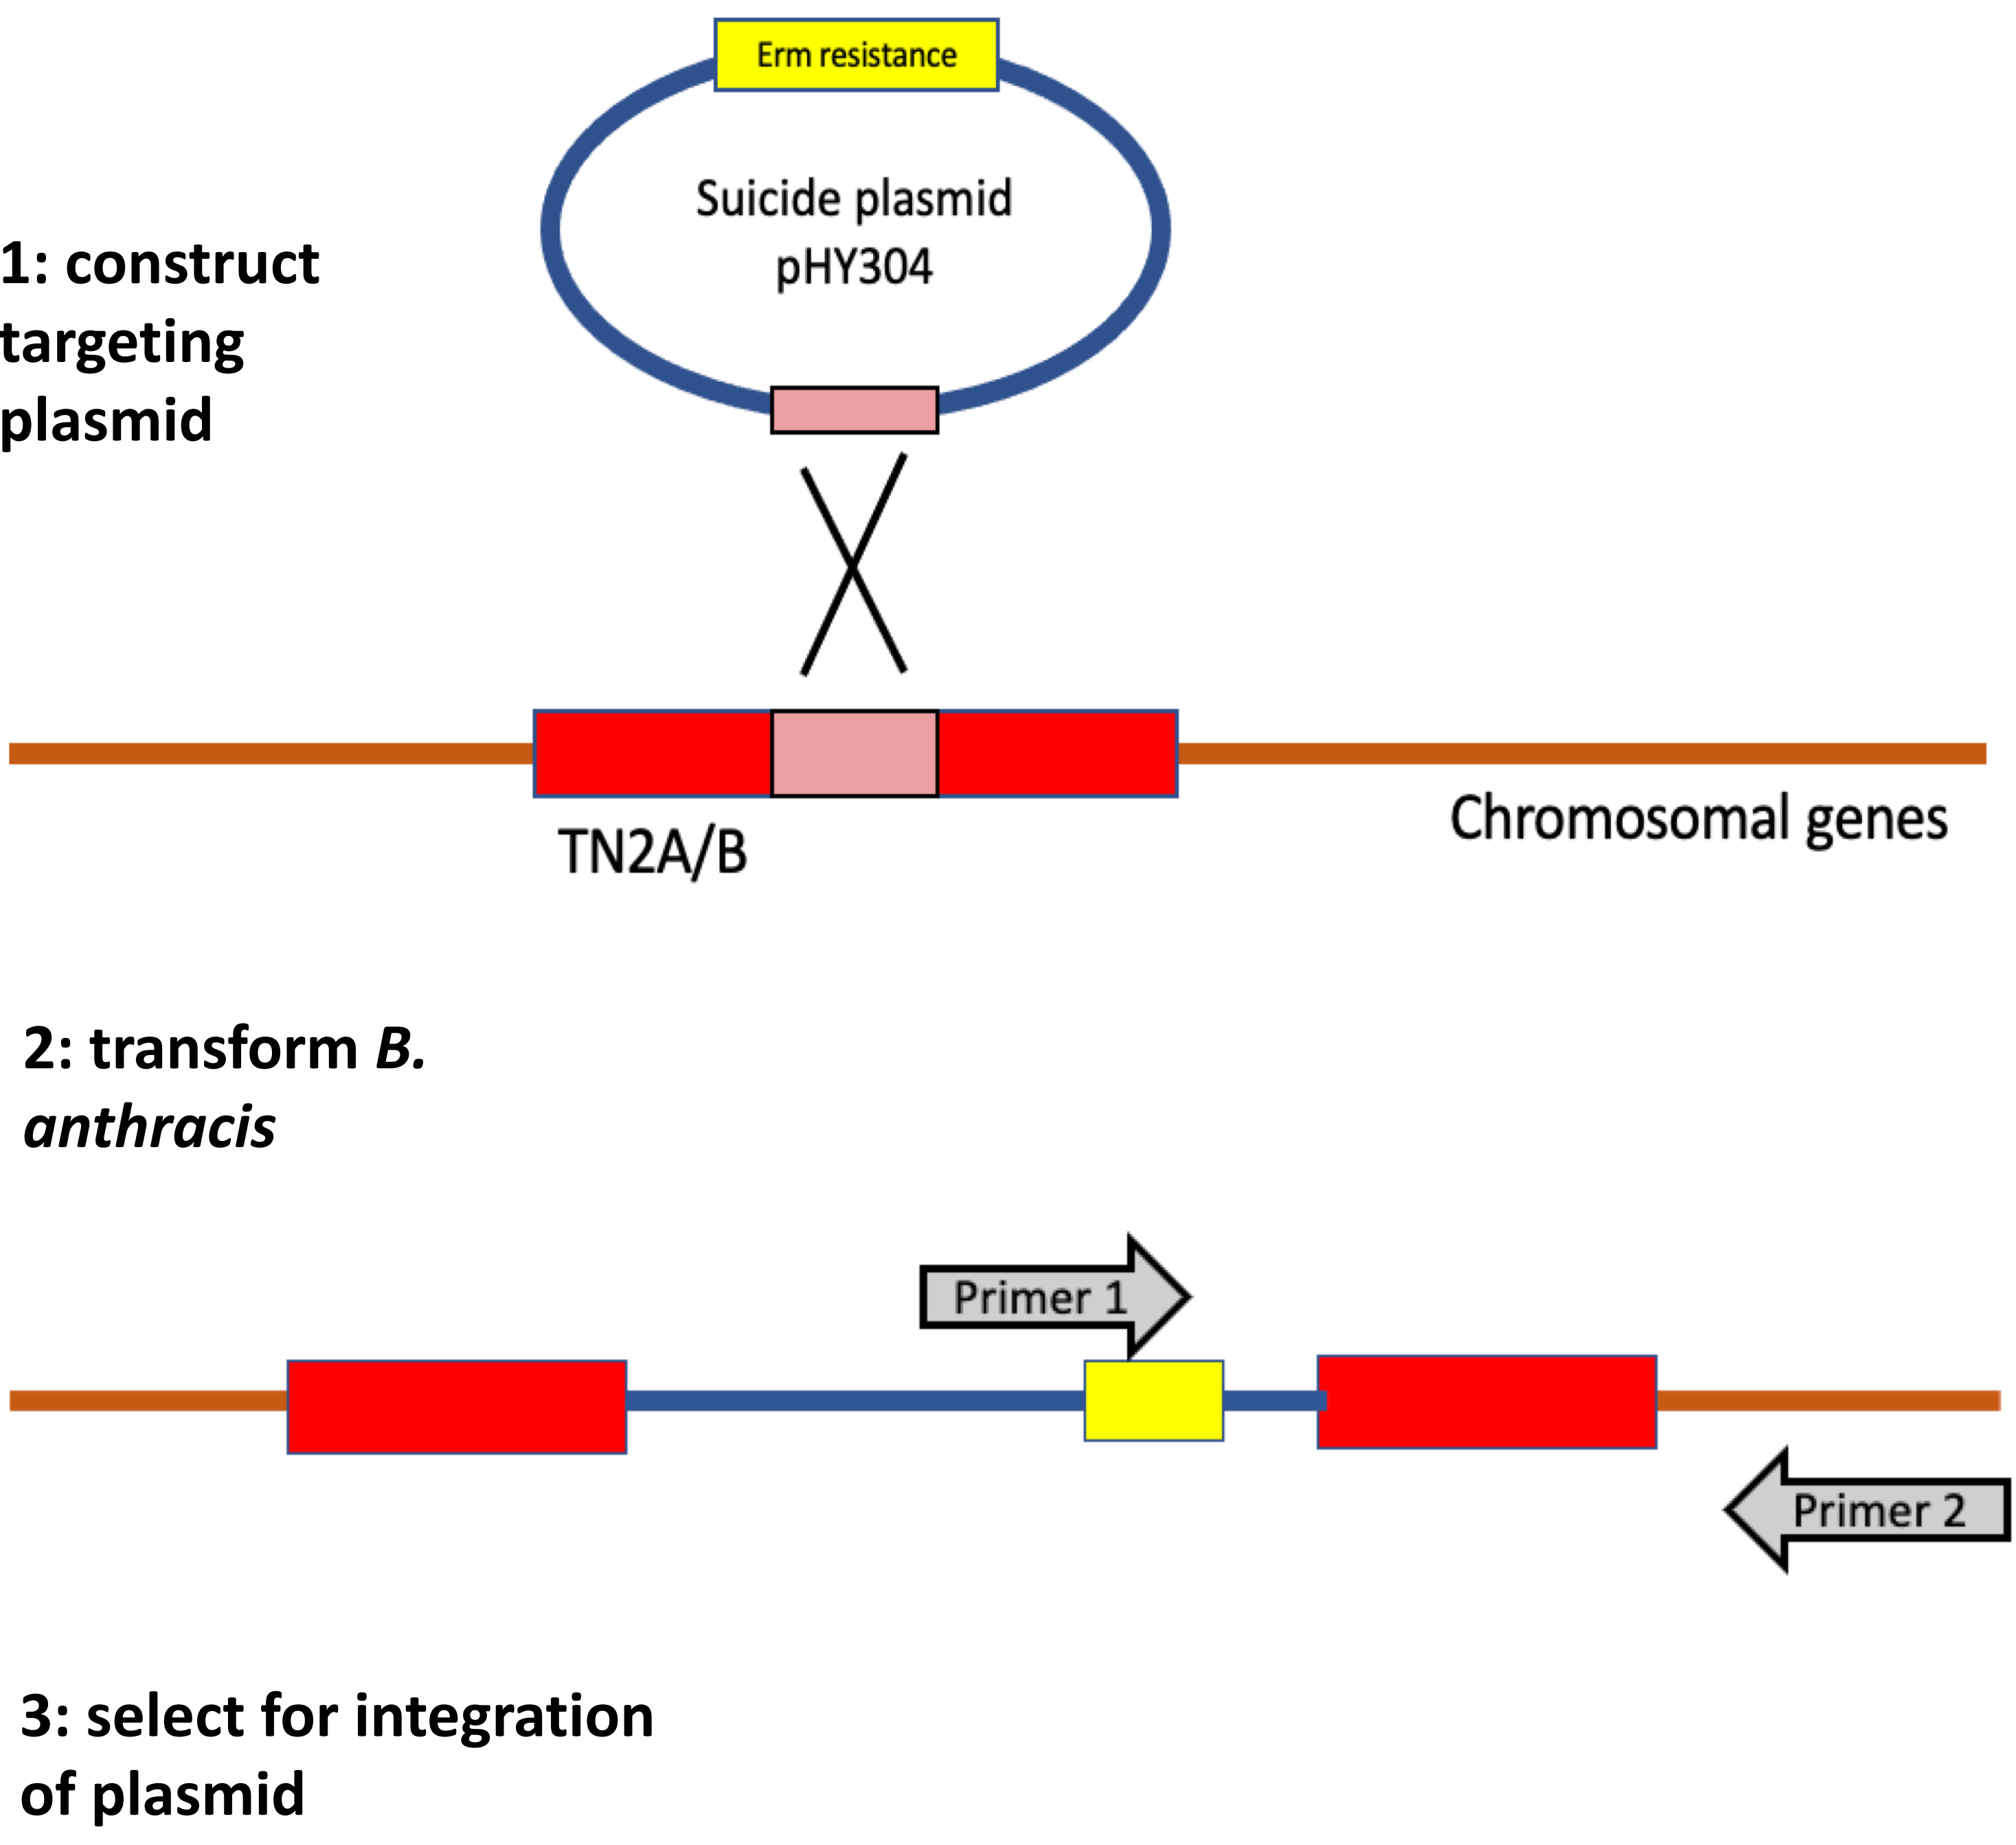 Erm resistance
Suicide plasmid
pHY304
1: construct
targeting
plasmid
TN2A/B
Chromosomal genes
2: transform B.
anthracis
Primer 1
Primer 2
3: select for integration
of plasmid